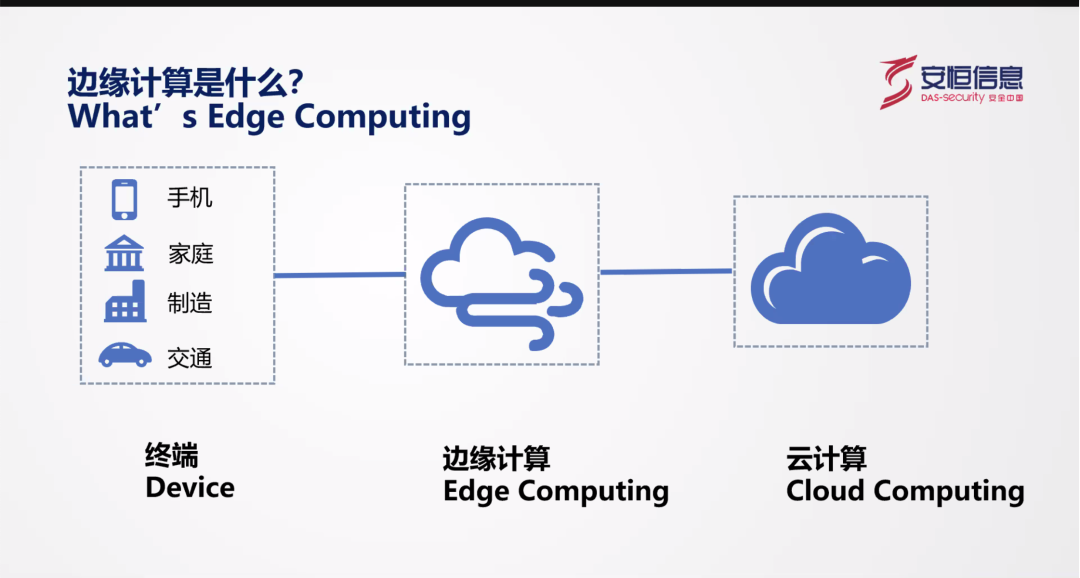 边缘计算是什么?
What's Edge Computing
安恒信息
DAS-security 安全中国
手机
家庭
制造
交通
终端
Device
边缘计算
Edge Computing
云计算
Cloud Computing